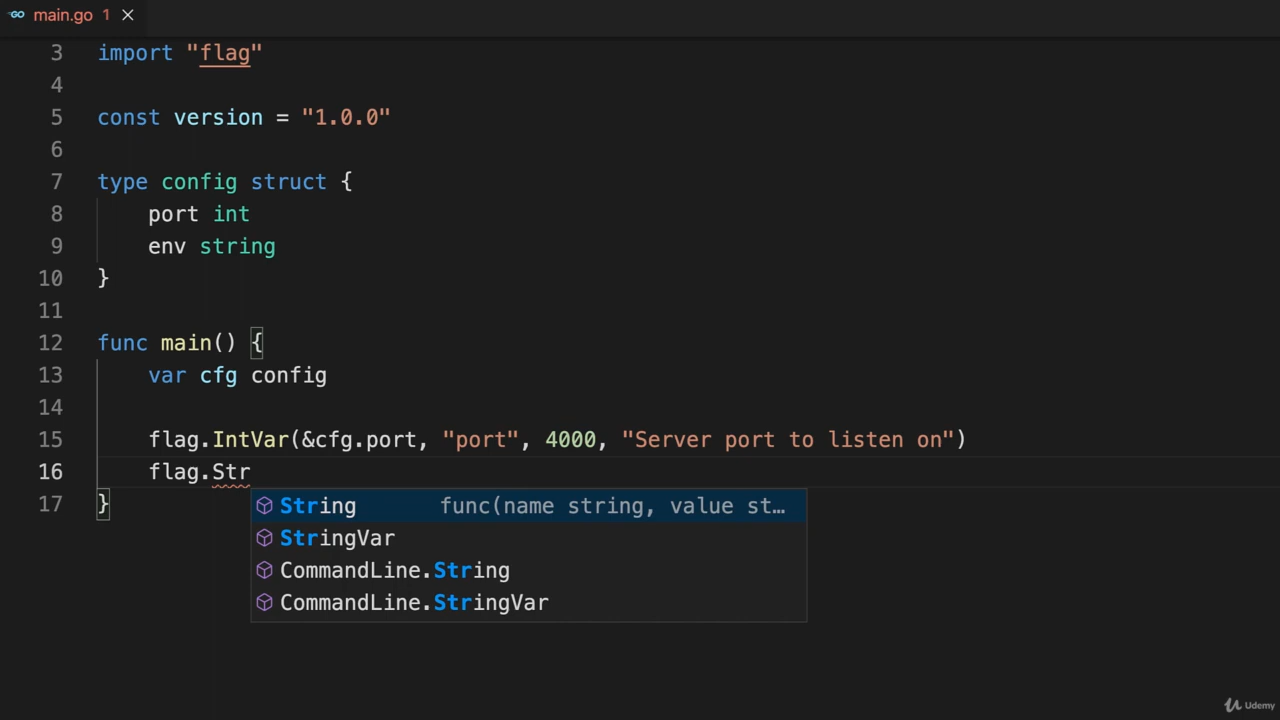 GO main.go 1 ×
3 import "flag"
4
5 const version = "1.0.0"
6
7 type config struct {
8 port int
9 env string
10 }
11
12 func main() {
13 var cfg config
14
15 flag.IntVar(&cfg.port, "port", 4000, "Server port to listen on")
16 flag.Str
String func(name string, value st…
17 }
StringVar
CommandLine.String
CommandLine.StringVar
Udemy